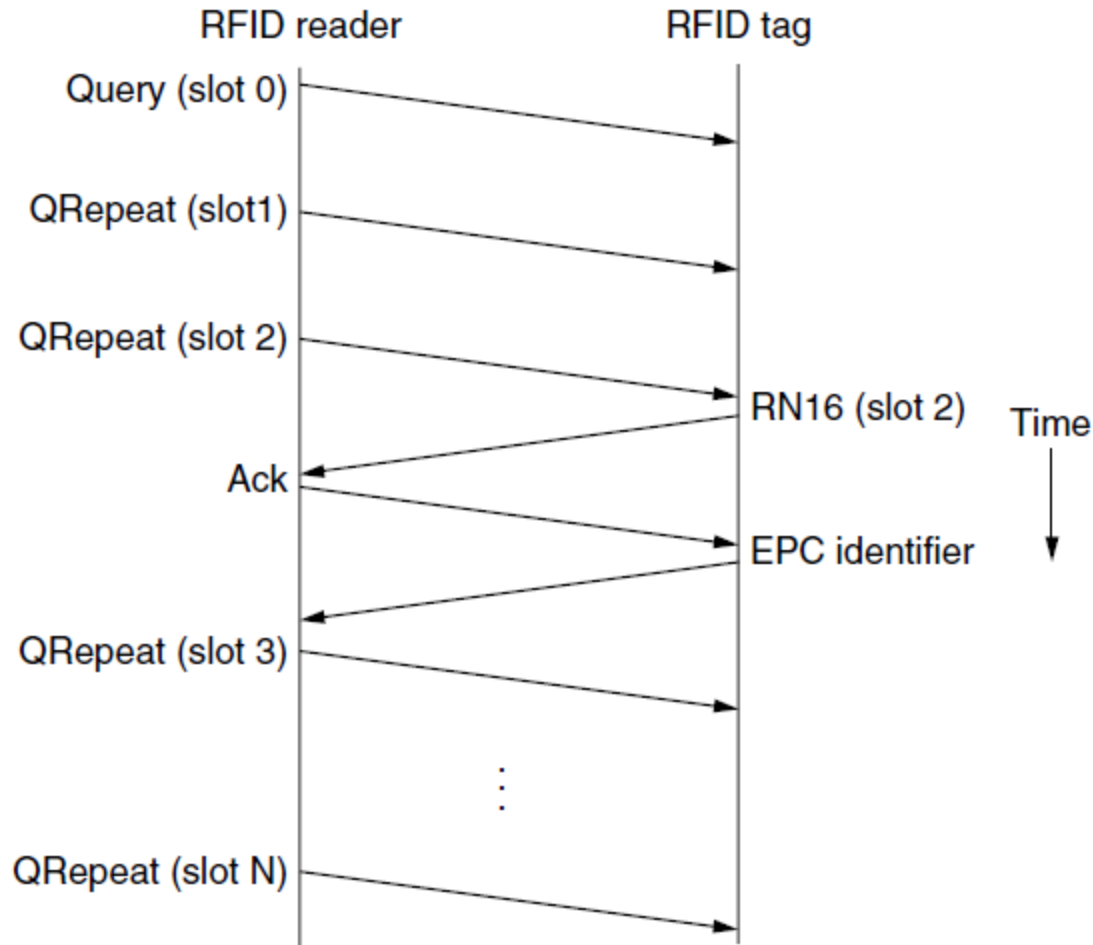 RFID reader
RFID tag
Query (slot 0)
QRepeat (slot1)
QRepeat (slot 2)
RN16 (slot 2)
Time
Ack
EPC identifier
QRepeat (slot 3)
QRepeat (slot N)